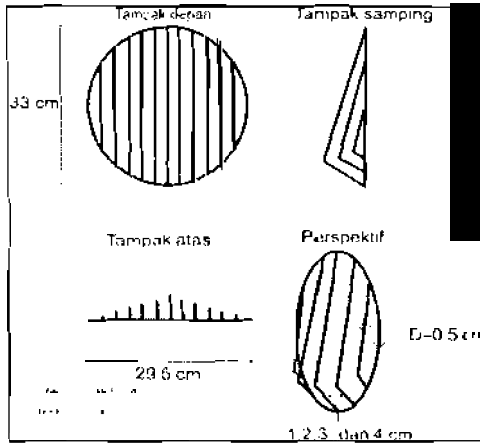 Tampak depan
Tampak samping
33 cm
Tampak atas
Perspektif
D=0.5 cm
29.6 cm
1,2,3, dan 4 cm